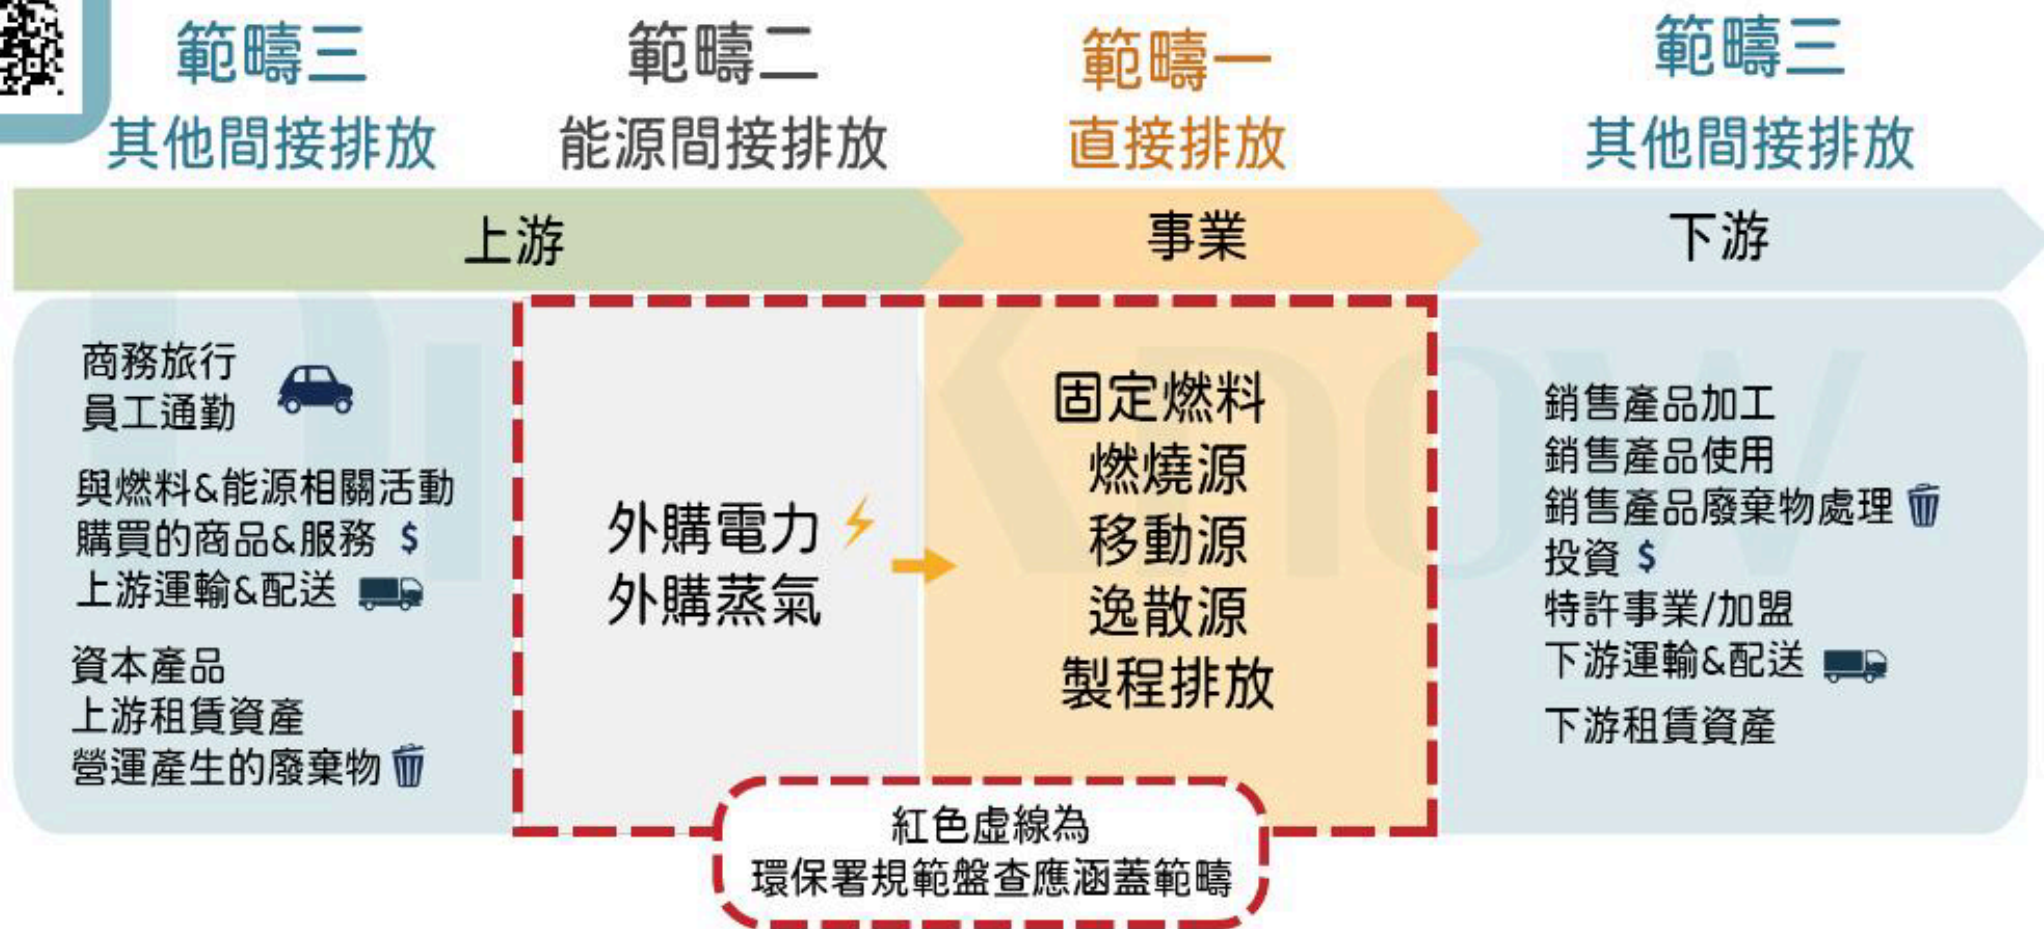 範疇三
其他間接排放
範疇二
能源間接排放
範疇一
直接排放
範疇三
其他間接排放
上游
事業
下游
商務旅行
員工通勤
與燃料&能源相關活動
購買的商品&服務 $
上游運輸&配送
資本產品
上游租賃資產
營運產生的廢棄物
外購電力
外購蒸氣
固定燃料
燃燒源
移動源
逸散源
製程排放
銷售產品加工
銷售產品使用
銷售產品廢棄物處理
投資 $
特許事業/加盟
下游運輸&配送
下游租賃資產
紅色虛線為
環保署規範盤查應涵蓋範疇